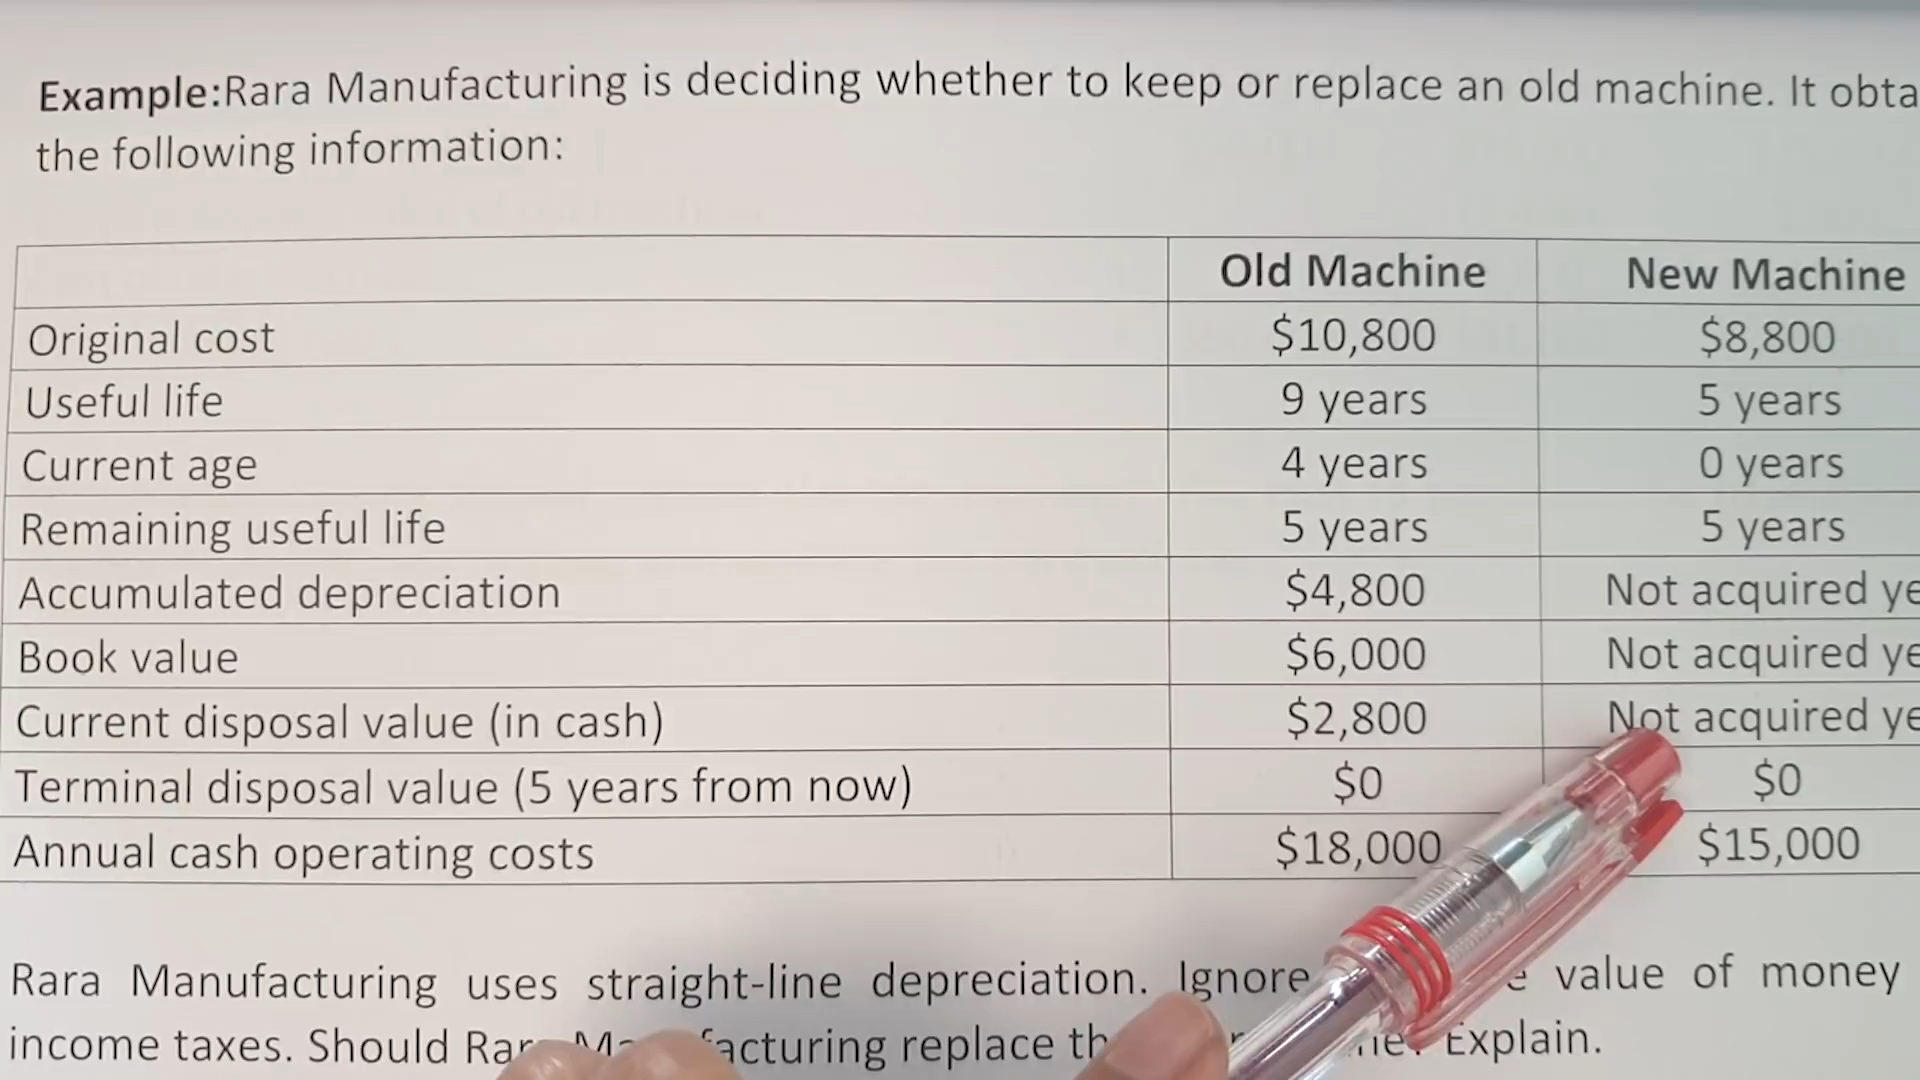 Example:Rara Manufacturing is deciding whether to keep or replace an old machine. It
the following information:
Old Machine New Machine
Original cost $10,800 $8,800
Useful life 9 years 5 years
Current age 4 years 0 years
Remaining useful life 5 years 5 years
Accumulated depreciation $4,800 Not acquired
Book value $6,000 Not acquired
Current disposal value (in cash) $2,800 Not acquired
Terminal disposal value (5 years from now) $0 $0
Annual cash operating costs $18,000 $15,000
Rara Manufacturing uses straight-line depreciation. Ignore value of money
income taxes. Should replace Explain.